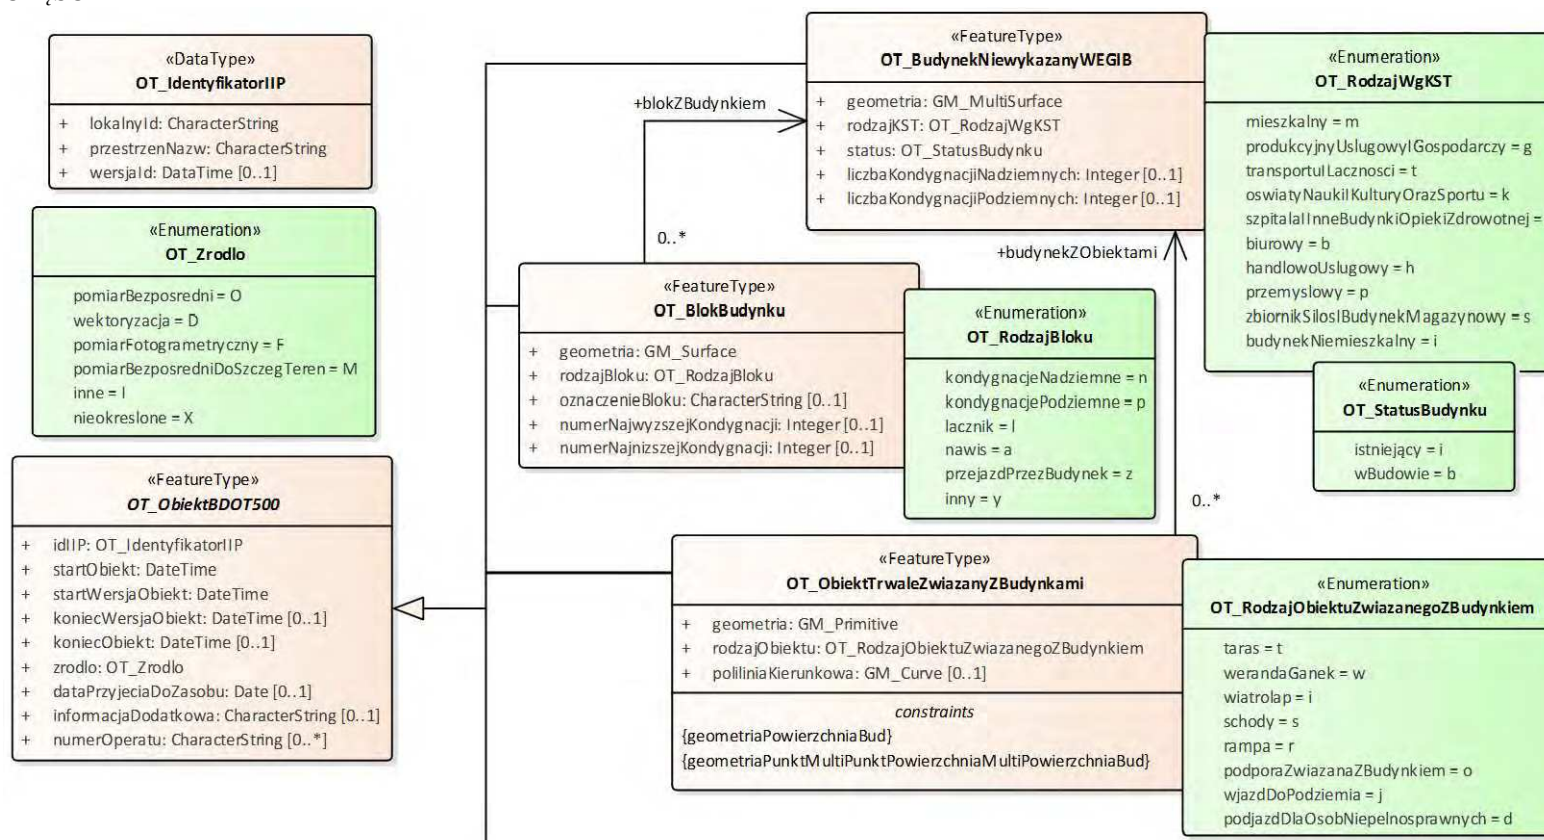 «DataType»
OT_IdentyfikatorIIP
+ lokalnyId: CharacterString
+ przestrzenNazw: CharacterString
+ wersjaId: DateTime [0..1]
«Enumeration»
OT_Zrodlo
pomiarBezposredni = O
wektoryzacja = D
pomiarFotogrametryczny = F
pomiarBezposredniDoSzczegTeren = M
inne = I
nieokreslone = X
«FeatureType»
OT_ObiektBDOT500
+ idIIP: OT_IdentyfikatorIIP
+ startObiekt: DateTime
+ startWersjaObiekt: DateTime
+ koniecWersjaObiekt: DateTime [0..1]
+ koniecObiekt: DateTime [0..1]
+ zrodlo: OT_Zrodlo
+ dataPrzyjeciaDoZasobu: Date [0..1]
+ informacjaDodatkowa: CharacterString [0..1]
+ numerOperatu: CharacterString [0..*]
+blokZBudynkiem
0..*
«FeatureType»
OT_BudynekNiewykazanyWEGIB
+ geometria: GM_MultiSurface
+ rodzajKST: OT_RodzajWgKST
+ status: OT_StatusBudynku
+ liczbaKondygnacjiNadziemnych: Integer [0..1]
+ liczbaKondygnacjiPodziemnych: Integer [0..1]
+budynekZObiektami
0..*
«Enumeration»
OT_RodzajWgKST
mieszkalny = m
produkcyjnyUslugowyIGospodarczy = g
transportuILacznosci = t
oswiatyNaukiIKulturyOrazSportu = k
szpitalaIInneBudynkiOpiekiZdrowotnej =
biurowy = b
handlowoUslugowy = h
przemyslowy = p
zbiornikSilosIBudynekMagazynowy = s
budynekNiemieszkalny = i
«FeatureType»
OT_BlokBudynku
+ geometria: GM_Surface
+ rodzajBloku: OT_RodzajBloku
+ oznaczenieBloku: CharacterString [0..1]
+ numerNajwyzszejKondygnacji: Integer [0..1]
+ numerNajnizszejKondygnacji: Integer [0..1]
«Enumeration»
OT_RodzajBloku
kondygnacjeNadziemne = n
kondygnacjePodziemne = p
lacznik = l
nawis = a
przejazdPrzezBudynek = z
inny = y
«Enumeration»
OT_StatusBudynku
istniejący = i
wBudowie = b
«FeatureType»
OT_ObiektTrwaleZwiazanyZBudynkami
+ geometria: GM_Primitive
+ rodzajObiektu: OT_RodzajObiektuZwiazanegoZBudynkiem
+ poliliniaKierunkowa: GM_Curve [0..1]
constraints
{geometriaPowierzchniaBud}
{geometriaPunktMultiPunktPowierzchniaMultiPowierzchniaBud}
«Enumeration»
OT_RodzajObiektuZwiazanegoZBudynkiem
taras = t
werandaGanek = w
wiatrolap = i
schody = s
rampa = r
podporaZwiazanaZBudynkiem = o
wjazdDoPodziemia = j
podjazdDlaOsobNiepelnosprawnych = d